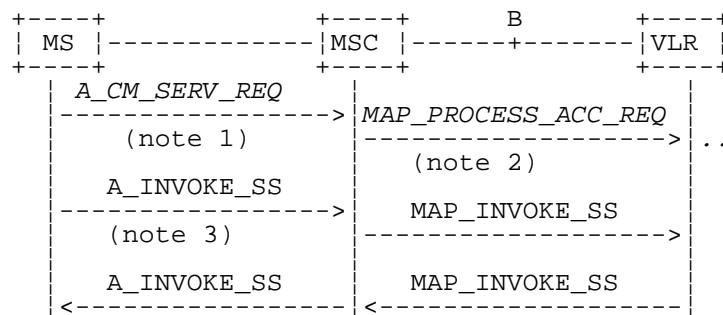 B
MS MSC VLR
A_CM_SERV_REQ
MAP_PROCESS_ACC_REQ
(note 1) ..
(note 2)
A_INVOKE_SS
MAP_INVOKE_SS
(note 3)
A_INVOKE_SS MAP_INVOKE_SS